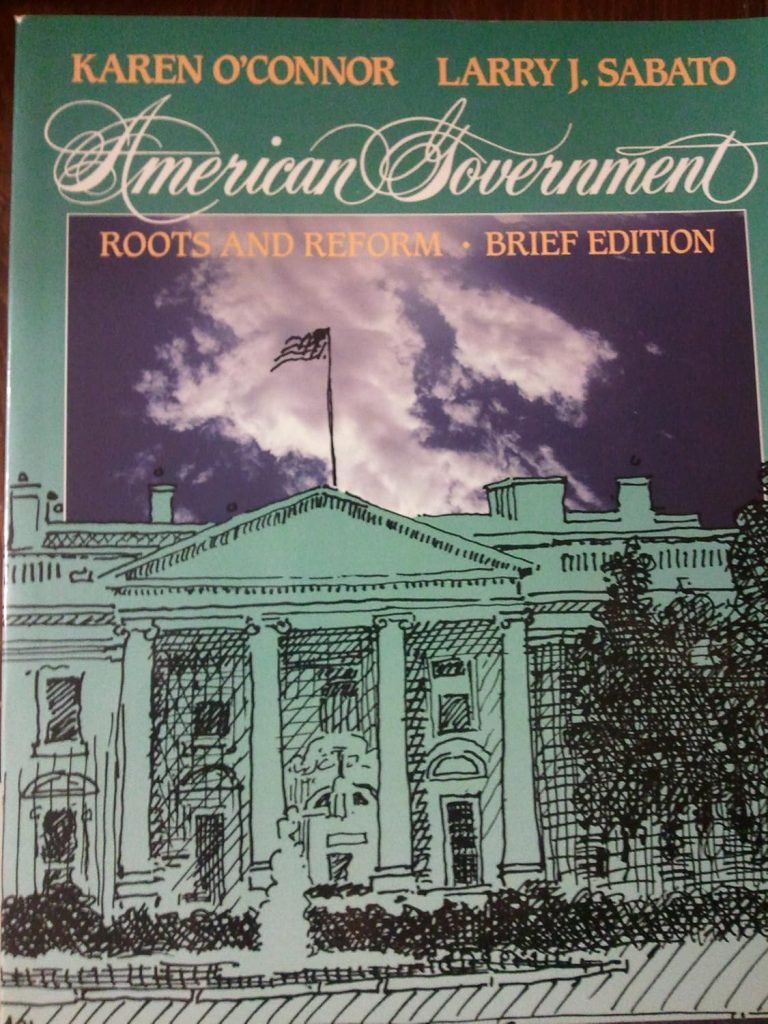 KAREN O'CONNOR LARRY J. SABATO
American Government
ROOTS AND REFORM • BRIEF EDITION